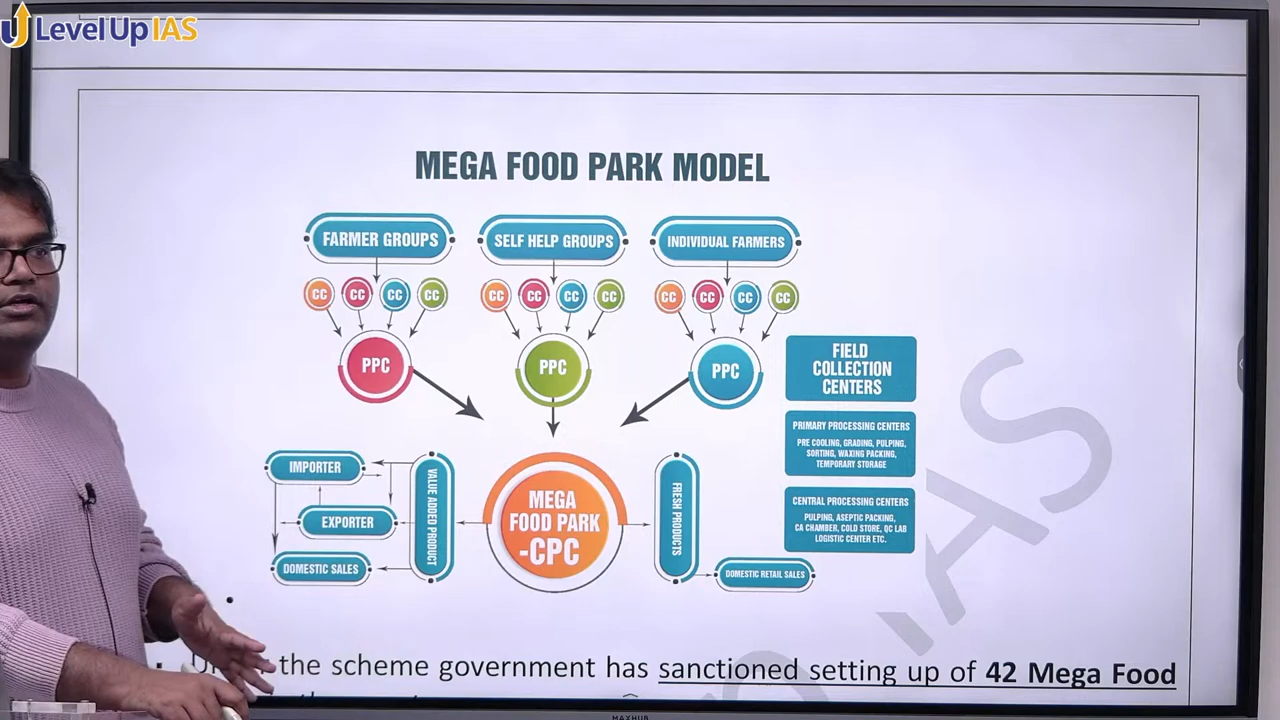 Level Up IAS
MEGA FOOD PARK MODEL
FARMER GROUPS
SELF HELP GROUPS
INDIVIDUAL FARMERS
CC CC CC CC
CC CC CC CC
CC CC CC CC
PPC
PPC
PPC
FIELD
COLLECTION
CENTERS
PRIMARY PROCESSING CENTERS
PRE COOLING, GRADING, PULPING,
SORTING, WAXING PACKING,
TEMPORARY STORAGE
CENTRAL PROCESSING CENTERS
PULPING, ASEPTIC PACKING,
CA CHAMBER, COLD STORE, QC LAB
LOGISTIC CENTER ETC.
IMPORTER
EXPORTER
DOMESTIC SALES
VALUE ADDED PRODUCT
MEGA
FOOD PARK
-CPC
FRESH PRODUCTS
DOMESTIC RETAIL SALES
IAS
the scheme government has sanctioned setting up of 42 Mega Food
MAXHUB